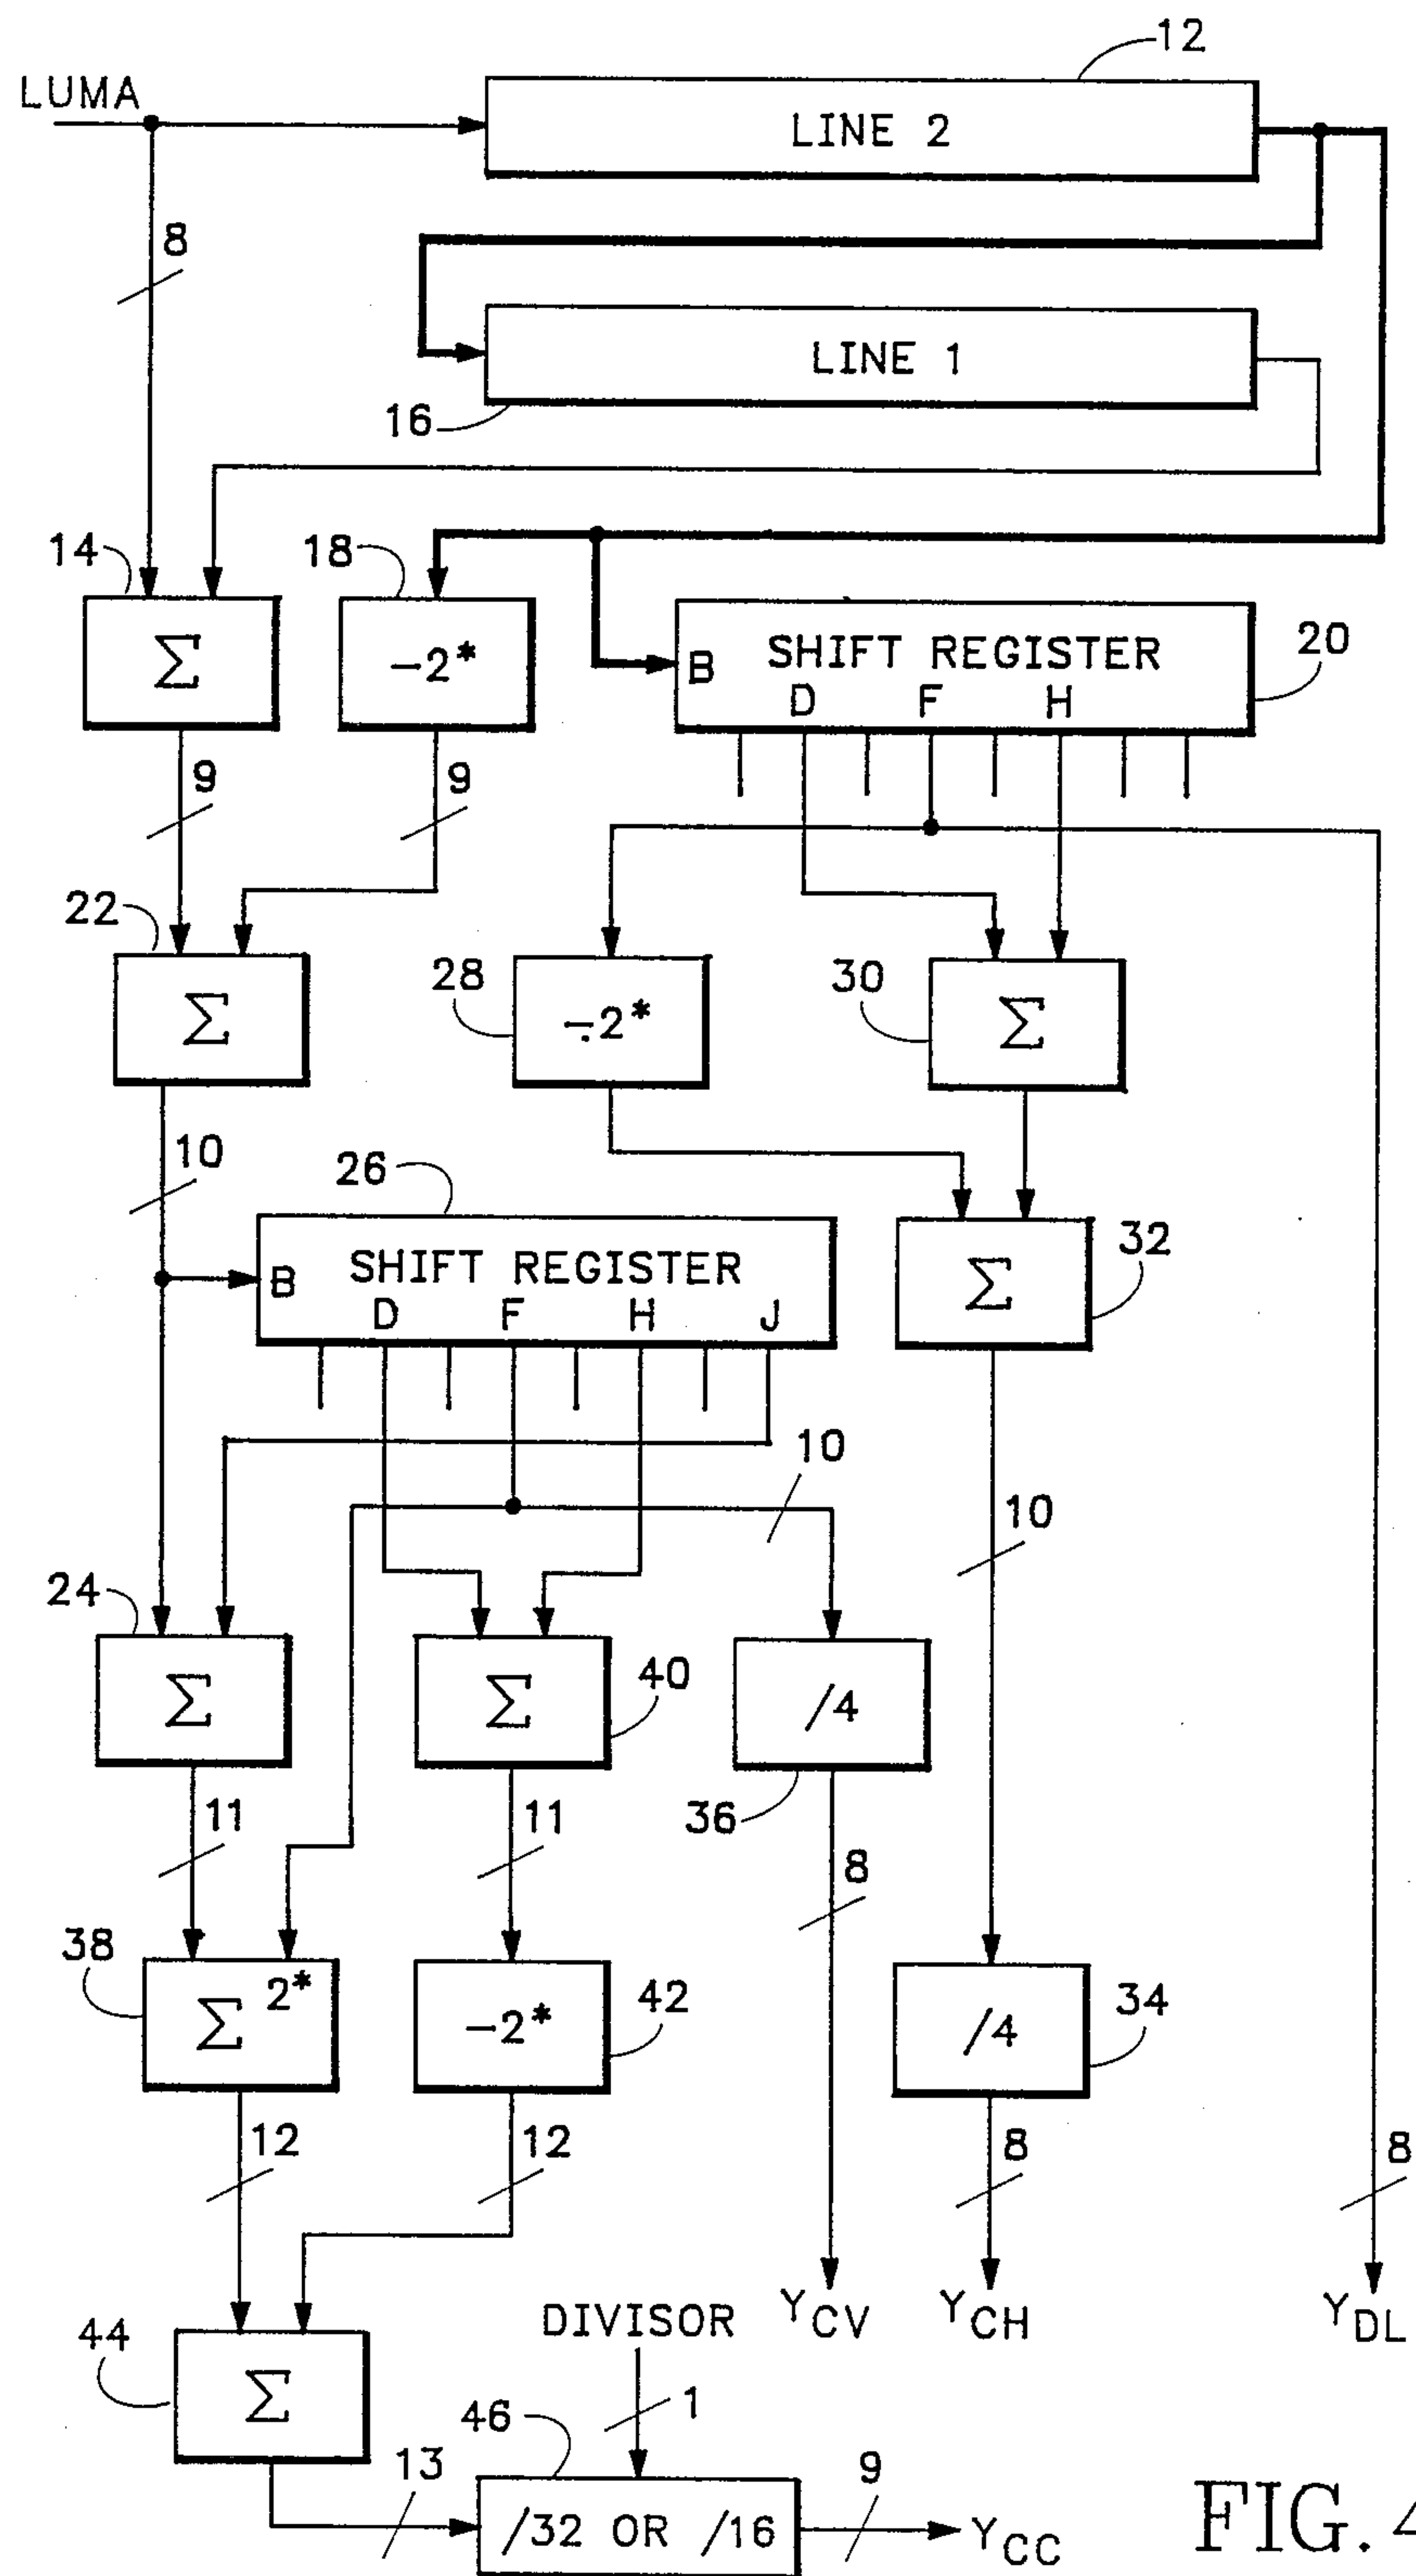 12
LUMA
LINE 2
8
LINE 1
16
14
18
Σ
-2*
B SHIFT REGISTER
D F H
20
9
9
22
28
30
Σ
-2*
Σ
10
26
B SHIFT REGISTER
D F H J
Σ
32
10
10
24
Σ
Σ
40
/4
36
11
11
8
38
Σ 2*
-2*
42
/4
34
12
12
8
8
DIVISOR
YCV
YCH
YDL
44
Σ
46
1
13
/32 OR /16
9
YCC
FIG. 4